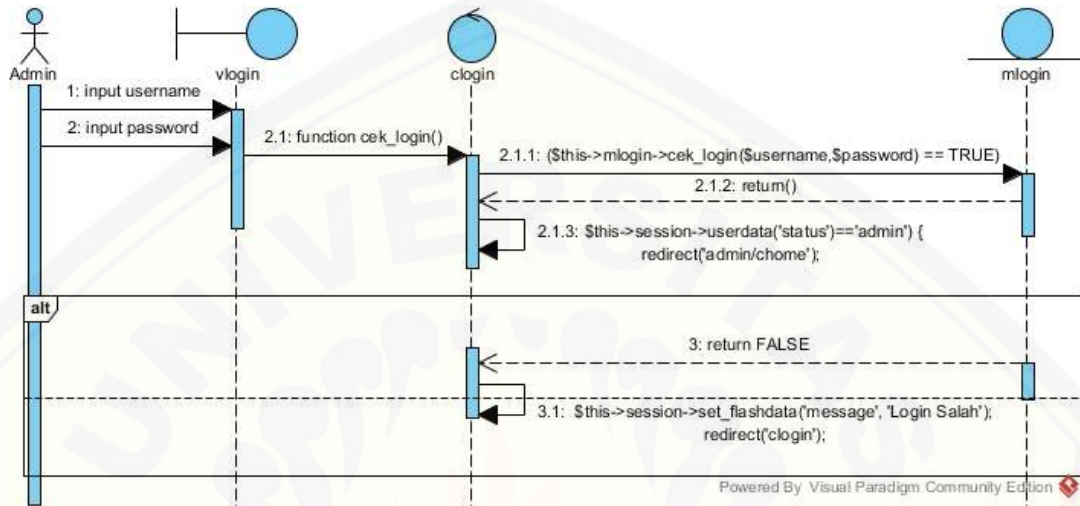 Admin
vlogin
clogin
mlogin
1: input username
2: input password
2.1: function cek_login()
2.1.1: ($this->mlogin->cek_login($username,$password) == TRUE)
2.1.2: return()
2.1.3: $this->session->userdata('status')=='admin') {
redirect('admin/chome');
alt
3: return FALSE
3.1: $this->session->set_flashdata('message', 'Login Salah');
redirect('clogin');
Powered By Visual Paradigm Community Edition
UNIVERSITAS